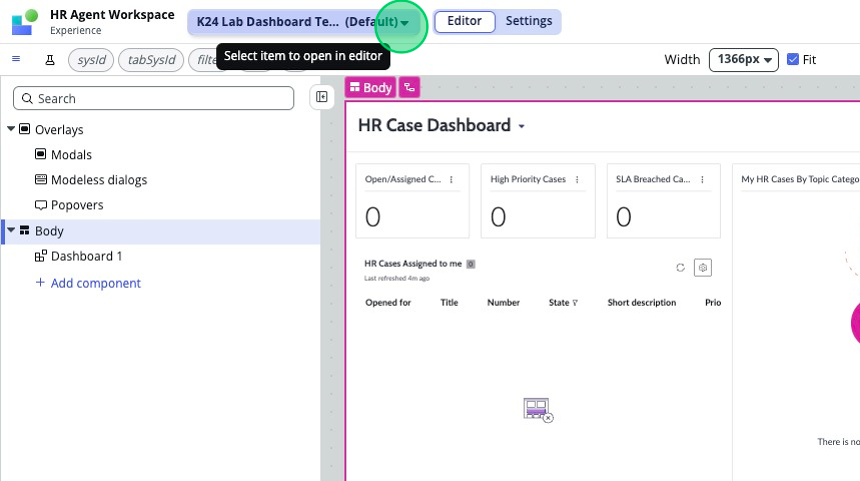 HR Agent Workspace
Experience
K24 Lab Dashboard Te... (Default)
Editor
Settings
Select item to open in editor
sysId
tabSysId
Width
1366px
Fit
Search
Overlays
Modals
Modeless dialogs
Popovers
Body
Dashboard 1
+ Add component
Body
HR Case Dashboard
Open/Assigned C...
High Priority Cases
SLA Breached Ca...
My HR Cases By Topic Catego
0
0
0
HR Cases Assigned to me 0
Last refreshed 4m ago
Opened for
Title
Number
State
Short description
Prio
There is no